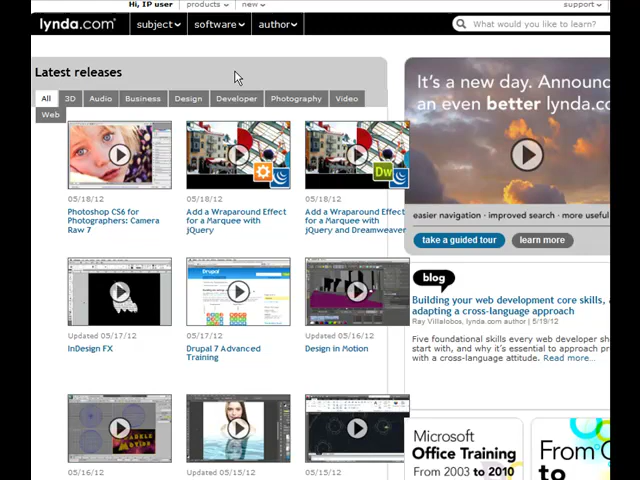 Hi, IP user products new support
lynda.com subject software author What would you like to learn?
Latest releases
All 3D Audio Business Design Developer Photography Video
Web
05/18/12 05/18/12 05/18/12
Photoshop CS6 for Add a Wraparound Effect Add a Wraparound Effect
Photographers: Camera for a Marquee with for a Marquee with
Raw 7 jQuery jQuery and Dreamweaver
Updated 05/17/12 Updated 05/17/12 Updated 05/16/12
InDesign FX Drupal 7 Advanced Design in Motion
Training
05/16/12 Updated 05/15/12 05/15/12
Dw
Drupal
It's a new day. Announc
an even better lynda.co
easier navigation · improved search · more useful
take a guided tour learn more
blog
Building your web development core skills,
adapting a cross-language approach
Ray Villalobos, lynda.com author | 5/19/12
Five foundational skills every web developer sh
start with, and why it's essential to approach pr
with a cross-language attitude. Read more...
Microsoft
Office Training
From 2003 to 2010
From C
to